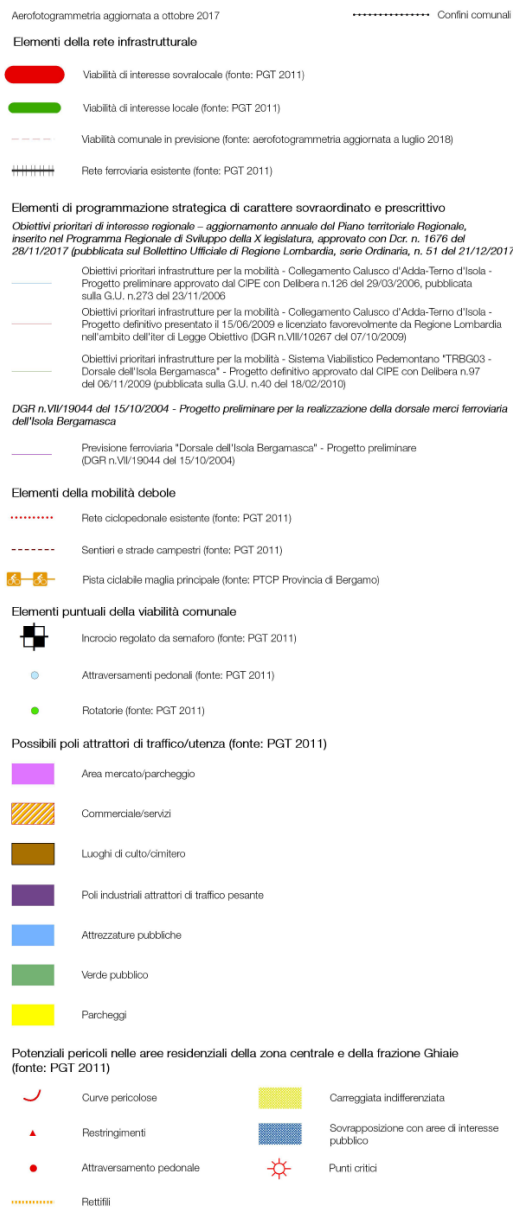 Aerofotogrammetria aggiornata a ottobre 2017
Confini comunali
Elementi della rete infrastrutturale
Viabilità di interesse sovralocale (fonte: PGT 2011)
Viabilità di interesse locale (fonte: PGT 2011)
Viabilità comunale in previsione (fonte: aerofotogrammetria aggiornata a luglio 2018)
Rete ferroviaria esistente (fonte: PGT 2011)
Elementi di programmazione strategica di carattere sovraordinato e prescrittivo
Obiettivi prioritari di interesse regionale – aggiornamento annuale del Piano territoriale Regionale,
inserito nel Programma Regionale di Sviluppo della X legislatura, approvato con Dcr. n. 1676 del
28/11/2017 (pubblicata sul Bollettino Ufficiale di Regione Lombardia, serie Ordinaria, n. 51 del 21/12/2017
Obiettivi prioritari infrastrutture per la mobilità - Collegamento Calusco d'Adda-Terno d'Isola -
Progetto preliminare approvato dal CIPE con Delibera n.126 del 29/03/2006, pubblicata
sulla G.U. n.273 del 23/11/2006
Obiettivi prioritari infrastrutture per la mobilità - Collegamento Calusco d'Adda-Terno d'Isola -
Progetto definitivo presentato il 15/06/2009 e licenziato favorevolmente da Regione Lombardia
nell'ambito dell'iter di Legge Obiettivo (DGR n.VIII/10267 del 07/10/2009)
Obiettivi prioritari infrastrutture per la mobilità - Sistema Viabilistico Pedemontano "TRBG03 -
Dorsale dell'Isola Bergamasca" - Progetto definitivo approvato dal CIPE con Delibera n.97
del 06/11/2009 (pubblicata sulla G.U. n.40 del 18/02/2010)
DGR n.VII/19044 del 15/10/2004 - Progetto preliminare per la realizzazione della dorsale merci ferroviaria
dell'Isola Bergamasca
Previsione ferroviaria "Dorsale dell'Isola Bergamasca" - Progetto preliminare
(DGR n.VII/19044 del 15/10/2004)
Elementi della mobilità debole
Rete ciclopedonale esistente (fonte: PGT 2011)
Sentieri e strade campestri (fonte: PGT 2011)
Pista ciclabile maglia principale (fonte: PTCP Provincia di Bergamo)
Elementi puntuali della viabilità comunale
Incrocio regolato da semaforo (fonte: PGT 2011)
Attraversamenti pedonali (fonte: PGT 2011)
Rotatorie (fonte: PGT 2011)
Possibili poli attrattori di traffico/utenza (fonte: PGT 2011)
Area mercato/parcheggio
Commerciale/servizi
Luoghi di culto/cimitero
Poli industriali attrattori di traffico pesante
Attrezzature pubbliche
Verde pubblico
Parcheggi
Potenziali pericoli nelle aree residenziali della zona centrale e della frazione Ghiaie
(fonte: PGT 2011)
Curve pericolose
Carreggiata indifferenziata
Restringimenti
Sovrapposizione con aree di interesse
pubblico
Attraversamento pedonale
Punti critici
Rettifili